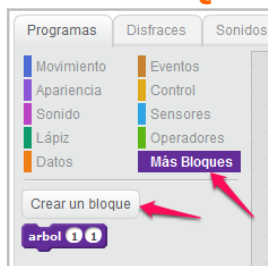 Programas Disfraces Sonidos
Movimiento Eventos
Apariencia Control
Sonido Sensores
Lápiz Operadores
Datos Más Bloques
Crear un bloque
arbol 1 1